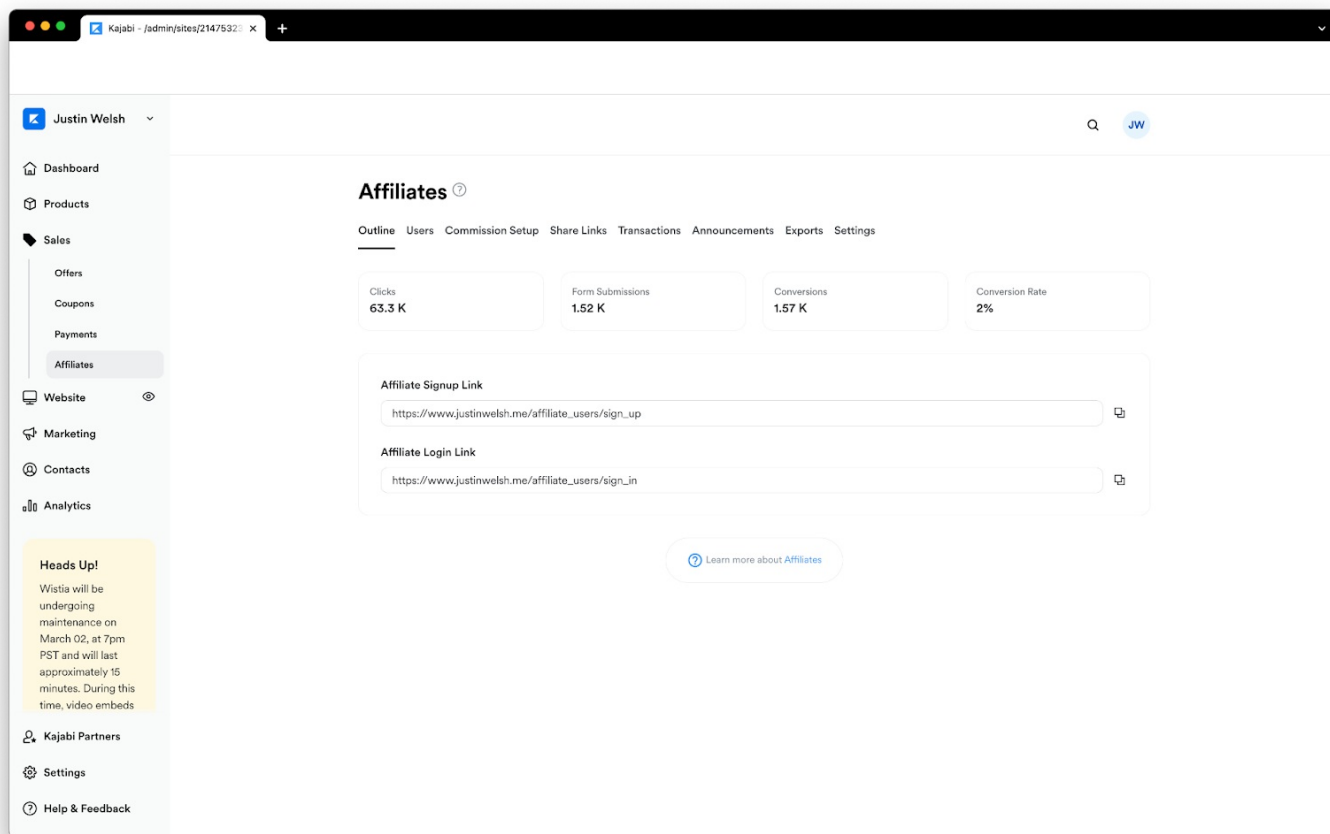 Kajabi - /admin/sites/21475323
Justin Welsh
JW
Dashboard
Products
Sales
Offers
Coupons
Payments
Affiliates
Website
Marketing
Contacts
Analytics
Heads Up!
Wistia will be
undergoing
maintenance on
March 02, at 7pm
PST and will last
approximately 15
minutes. During this
time, video embeds
Kajabi Partners
Settings
Help & Feedback
Affiliates
Outline Users Commission Setup Share Links Transactions Announcements Exports Settings
Clicks
63.3 K
Form Submissions
1.52 K
Conversions
1.57 K
Conversion Rate
2%
Affiliate Signup Link
https://www.justinwelsh.me/affiliate_users/sign_up
Affiliate Login Link
https://www.justinwelsh.me/affiliate_users/sign_in
Learn more about Affiliates